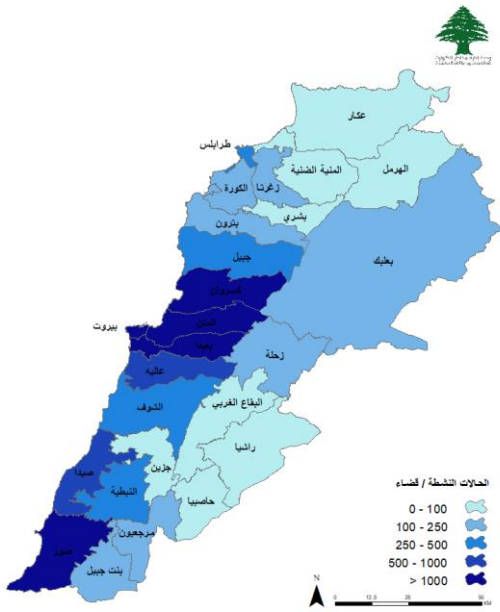 عكار
طرابلس
المنية الضنية
الهرمل
زغرتا
الكورة
بشري
بترون
بعلبك
جبيل
كسروان
المتن
بيروت
بعبدا
زحلة
عاليه
البقاع الغربي
الشوف
راشيا
جزين
صيدا
النبطية
حاصبيا
مرجعيون
صور
بنت جبيل
الحالات النشطة / قضاء
0 - 100
100 - 250
250 - 500
500 - 1000
> 1000
N